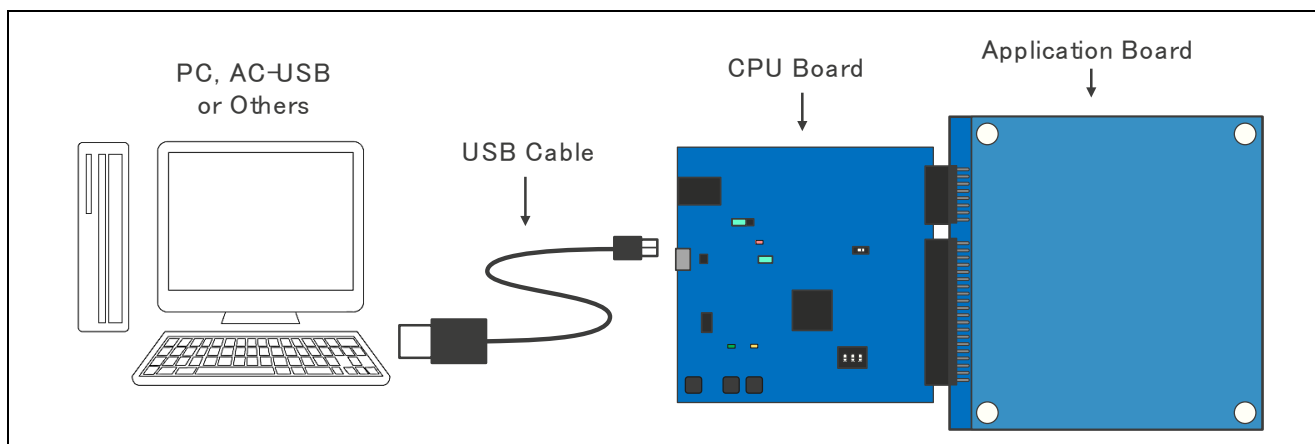 PC, AC-USB
or Others
USB Cable
CPU Board
Application Board